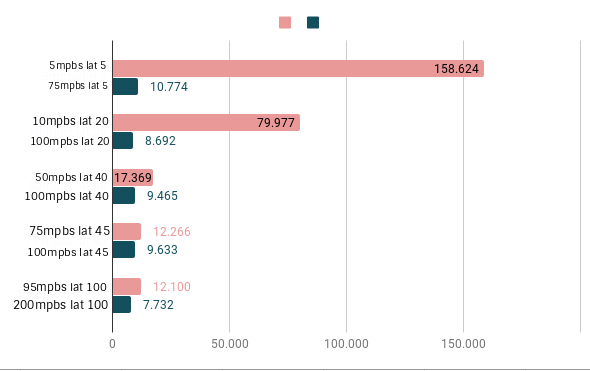 5mpbs lat 5
158.624
75mpbs lat 5
10.774
10mpbs lat 20
79.977
100mpbs lat 20
8.692
50mpbs lat 40
17.369
100mpbs lat 40
9.465
75mpbs lat 45
12.266
100mpbs lat 45
9.633
95mpbs lat 100
12.100
200mpbs lat 100
7.732
0 50.000 100.000 150.000